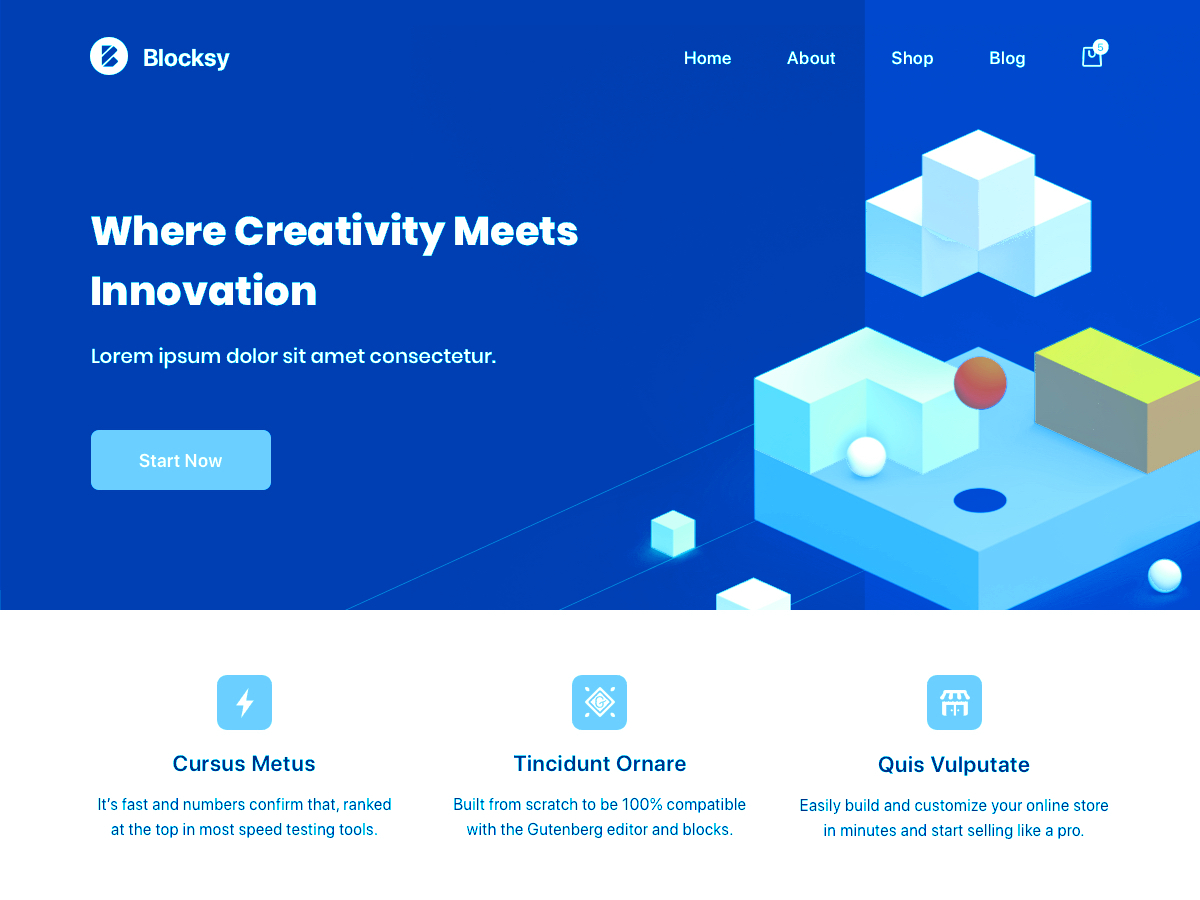 Blocksy
Home
About
Shop
Blog
5
Where Creativity Meets
Innovation
Lorem ipsum dolor sit amet consectetur.
Start Now
Cursus Metus
It's fast and numbers confirm that, ranked
at the top in most speed testing tools.
Tincidunt Ornare
Built from scratch to be 100% compatible
with the Gutenberg editor and blocks.
Quis Vulputate
Easily build and customize your online store
in minutes and start selling like a pro.